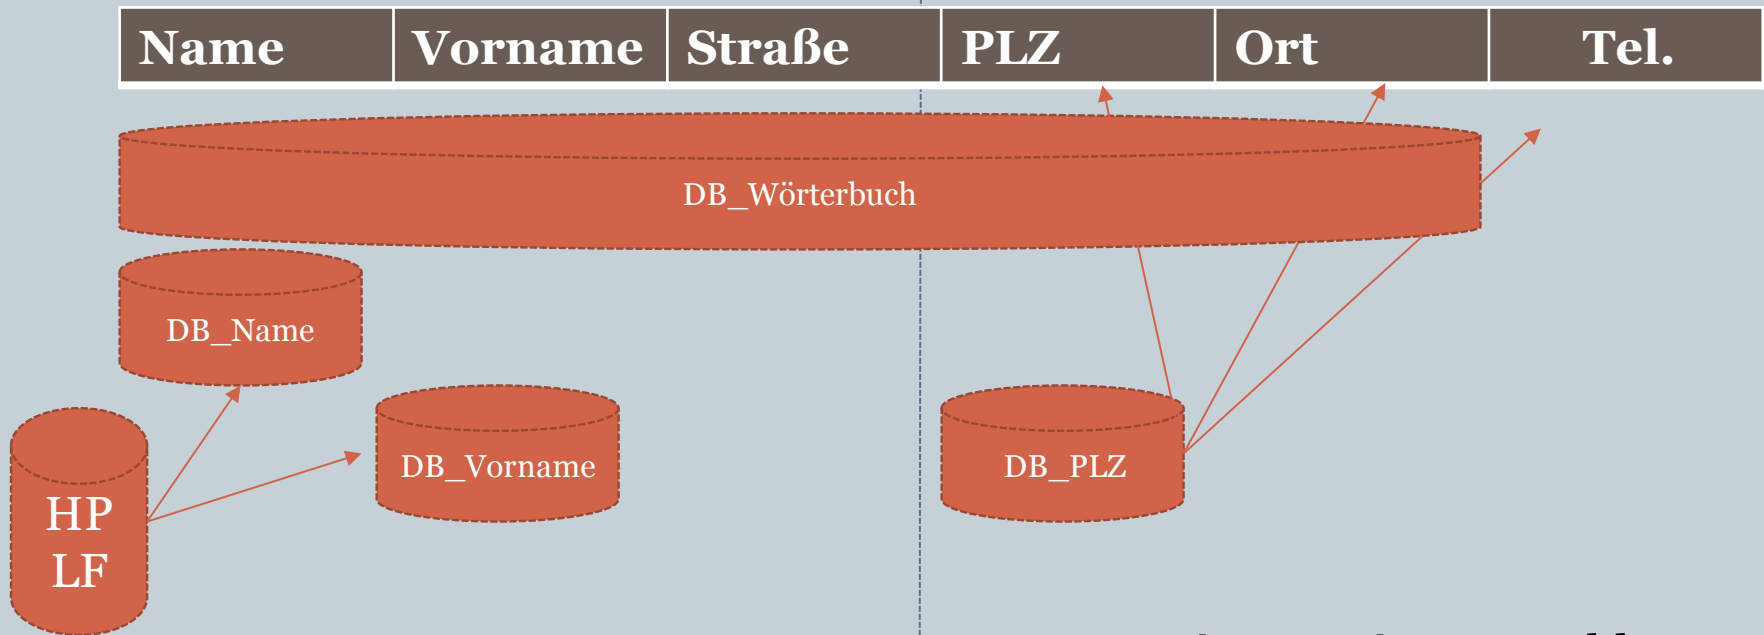 Name Vorname Straße PLZ Ort Tel.
DB_Wörterbuch
DB_Name
DB_Vorname
DB_PLZ
HP
LF